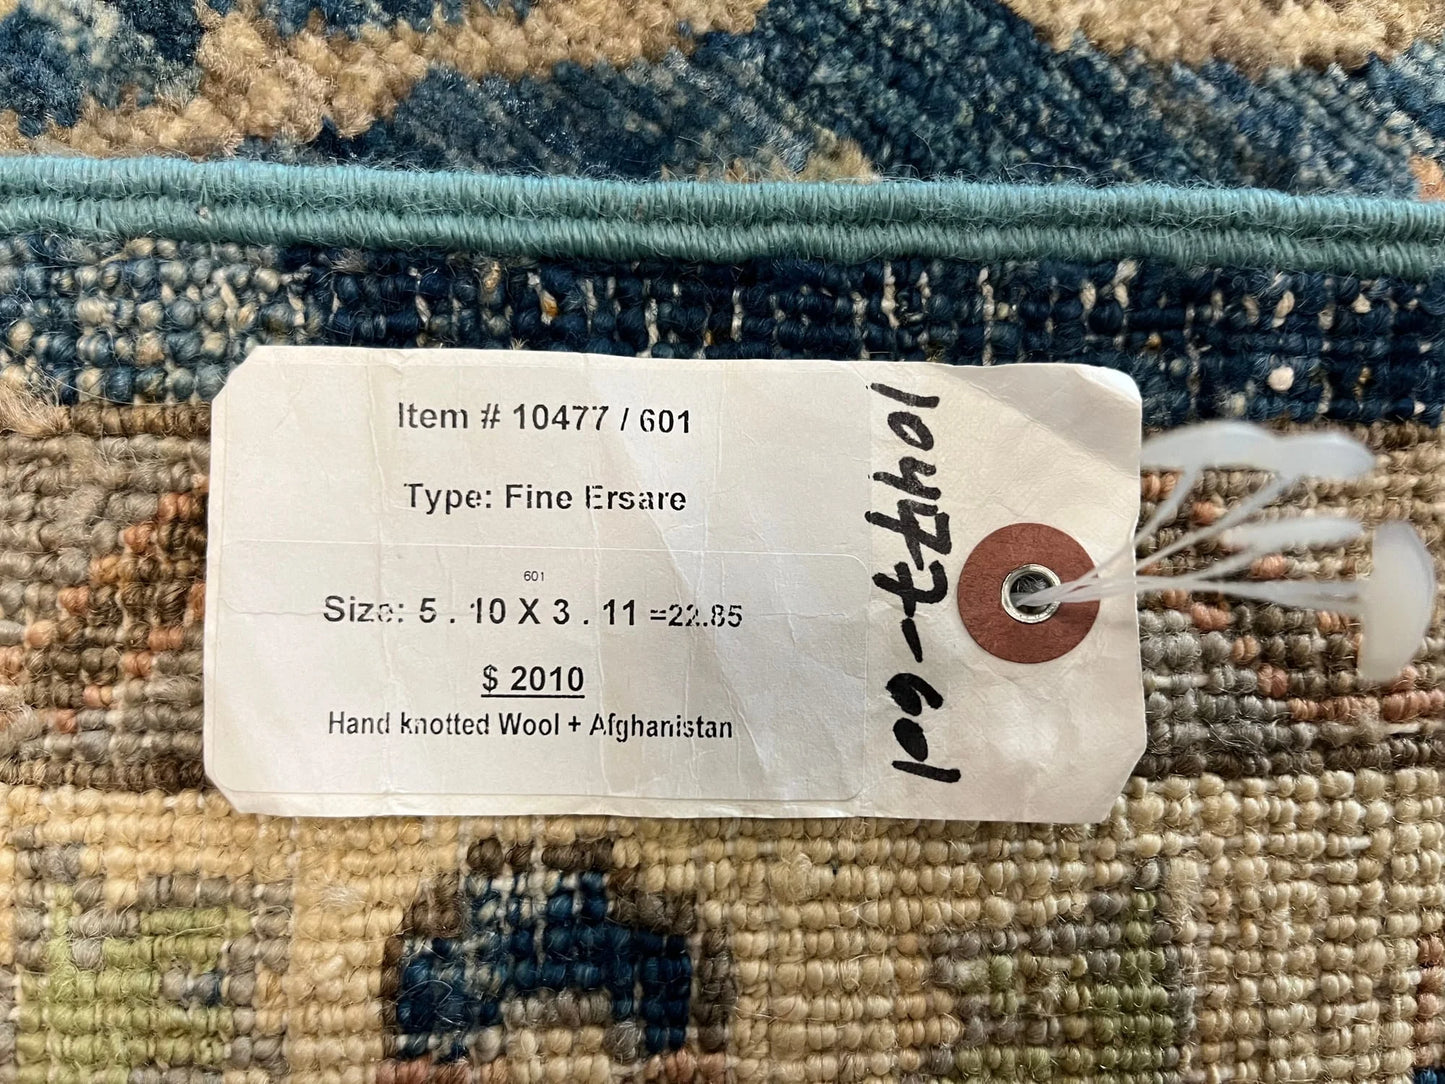 Item # 10477 / 601
Type: Fine Ersare
601
Size: 5 . 10 X 3 . 11 =22.85
$ 2010
Hand knotted Wool + Afghanistan
10477-601